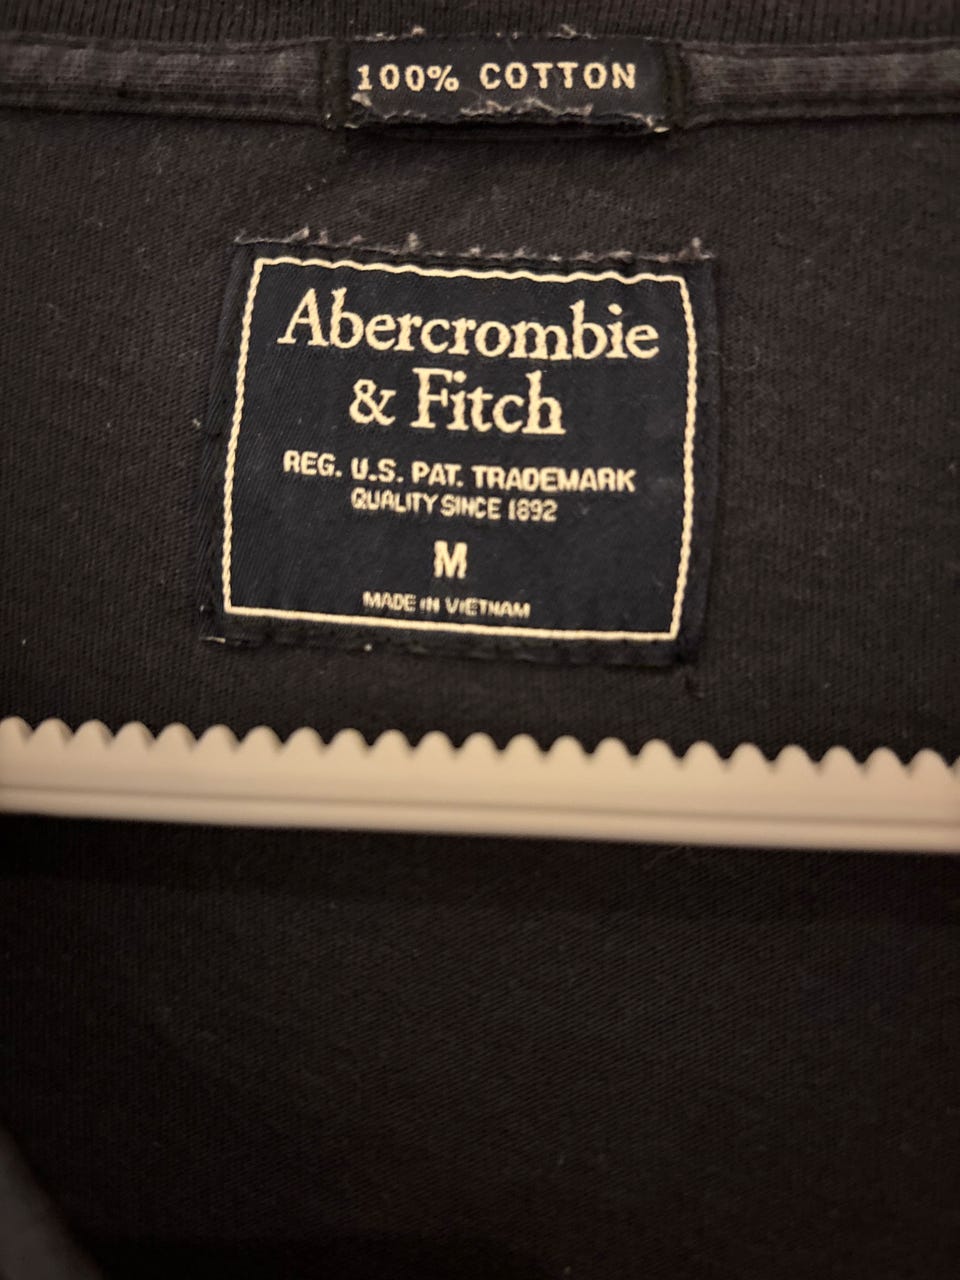 100% COTTON
Abercrombie
& Fitch
REG. U.S. PAT. TRADEMARK
QUALITY SINCE 1892
M
MADE IN VIETNAM